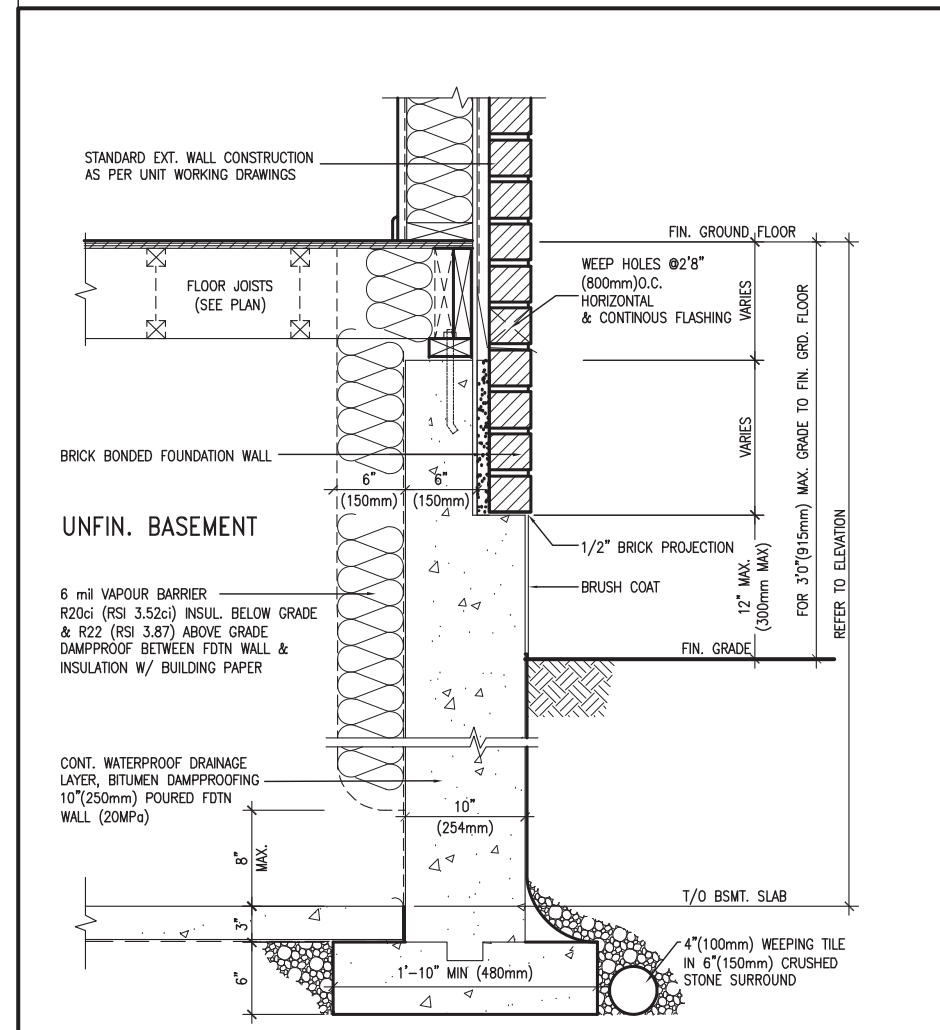 STANDARD EXT. WALL CONSTRUCTION
AS PER UNIT WORKING DRAWINGS
FIN. GROUND FLOOR
WEEP HOLES @2'8"
(800mm)O.C.
HORIZONTAL
& CONTINOUS FLASHING
FLOOR JOISTS
(SEE PLAN)
VARIES
VARIES
12" MAX.
(300mm MAX)
FOR 3'0"(915mm) MAX. GRADE TO FIN. GRD. FLOOR
REFER TO ELEVATION
BRICK BONDED FOUNDATION WALL
6"
(150mm)
6"
(150mm)
UNFIN. BASEMENT
1/2" BRICK PROJECTION
BRUSH COAT
6 mil VAPOUR BARRIER
R20ci (RSI 3.52ci) INSUL. BELOW GRADE
& R22 (RSI 3.87) ABOVE GRADE
DAMPPROOF BETWEEN FDTN WALL &
INSULATION W/ BUILDING PAPER
FIN. GRADE
CONT. WATERPROOF DRAINAGE
LAYER, BITUMEN DAMPPROOFING
10"(250mm) POURED FDTN
WALL (20MPa)
10"
(254mm)
8"
MAX.
T/O BSMT. SLAB
3"
6"
1'-10" MIN (480mm)
4"(100mm) WEEPING TILE
IN 6"(150mm) CRUSHED
STONE SURROUND